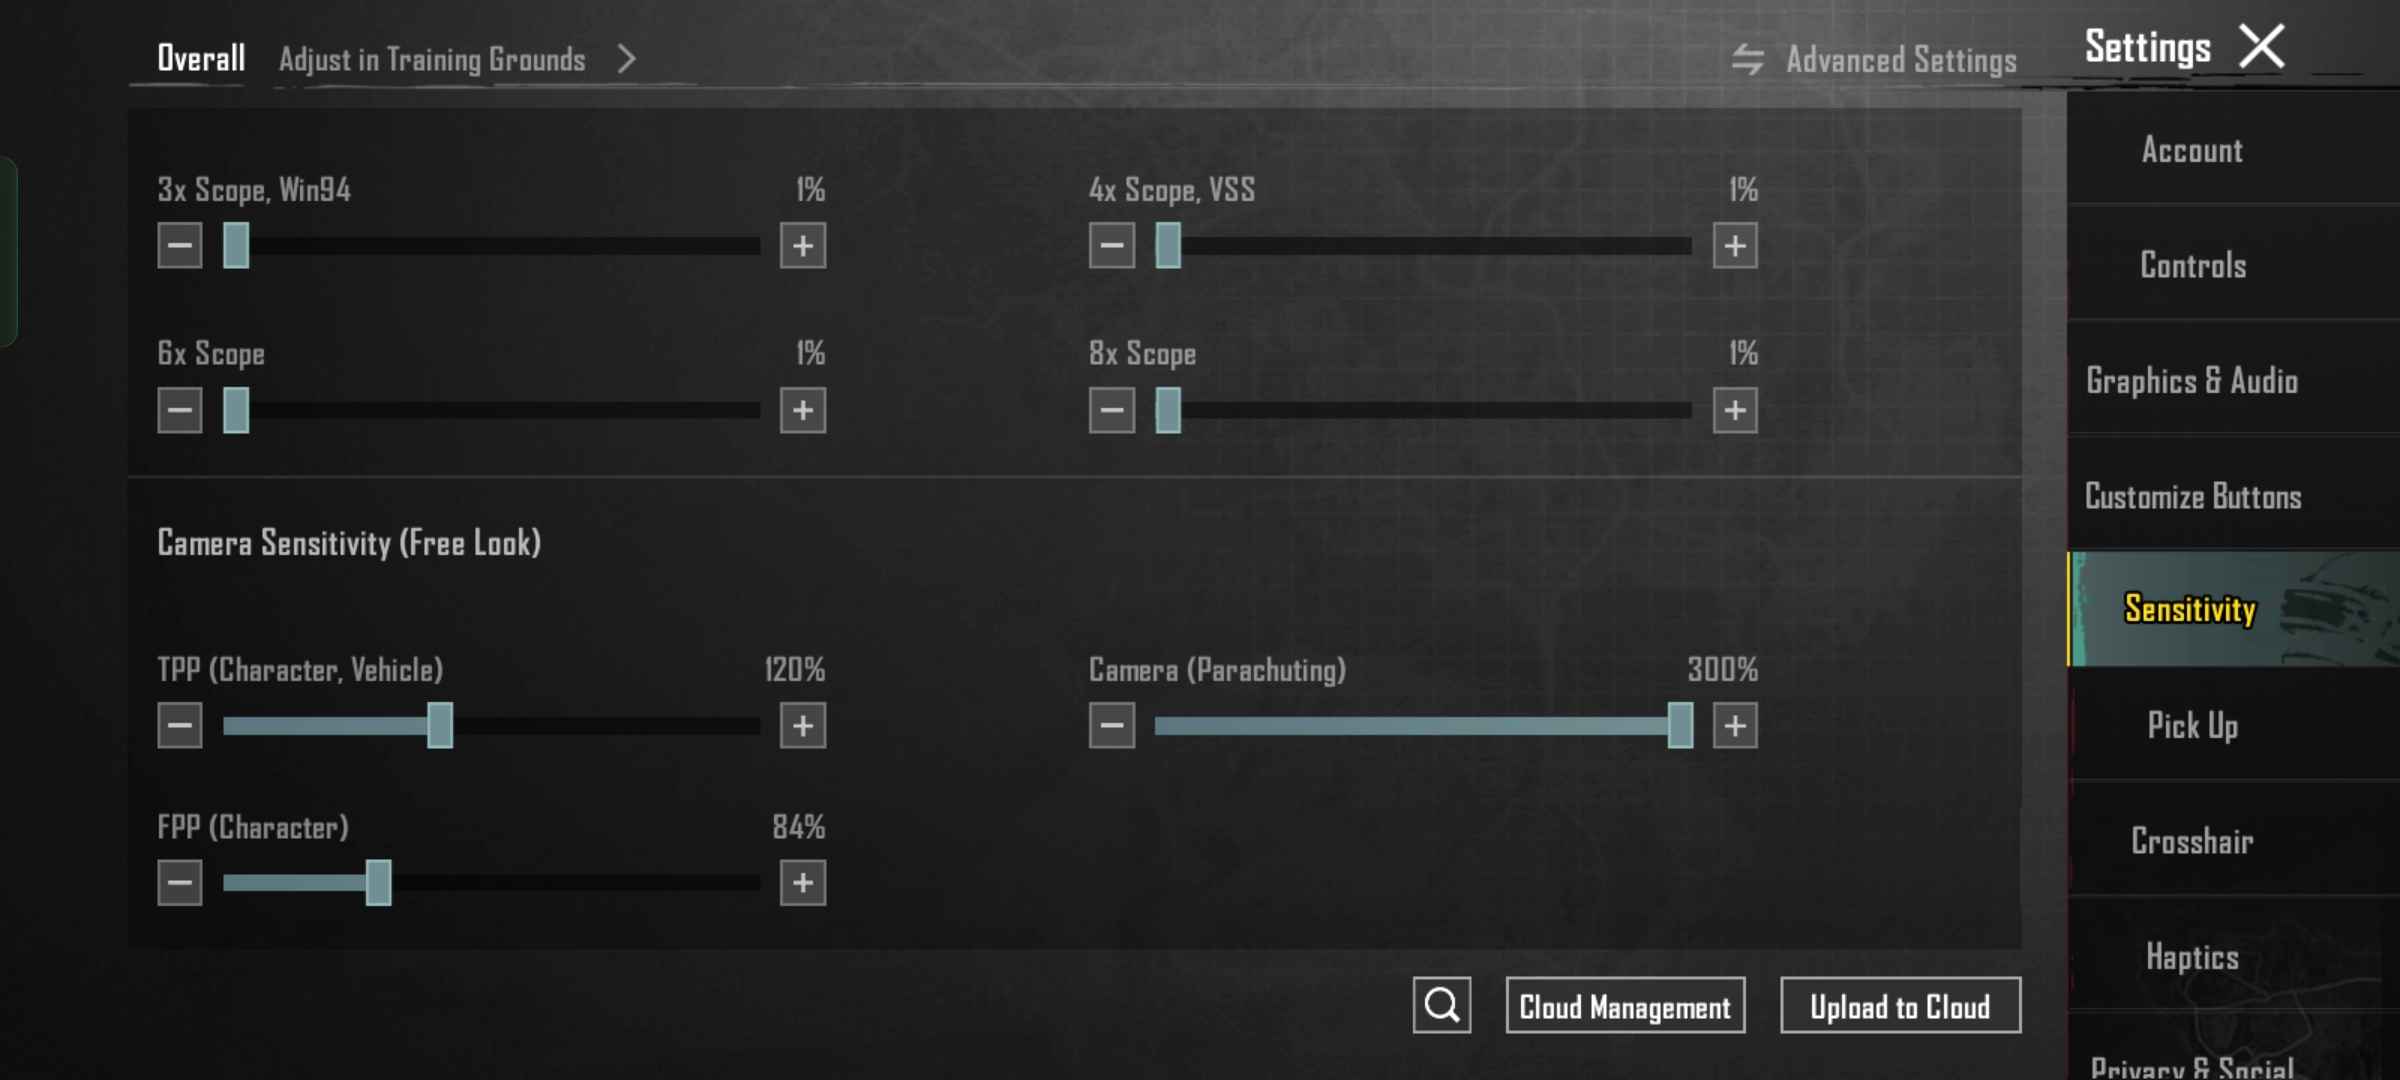 Overall
Adjust in Training Grounds
Advanced Settings
Settings
3x Scope, Win94
1%
4x Scope, VSS
1%
6x Scope
1%
8x Scope
1%
Camera Sensitivity (Free Look)
TPP (Character, Vehicle)
120%
Camera (Parachuting)
300%
FPP (Character)
84%
Cloud Management
Upload to Cloud
Account
Controls
Graphics & Audio
Customize Buttons
Sensitivity
Pick Up
Crosshair
Haptics
Privacy & Social